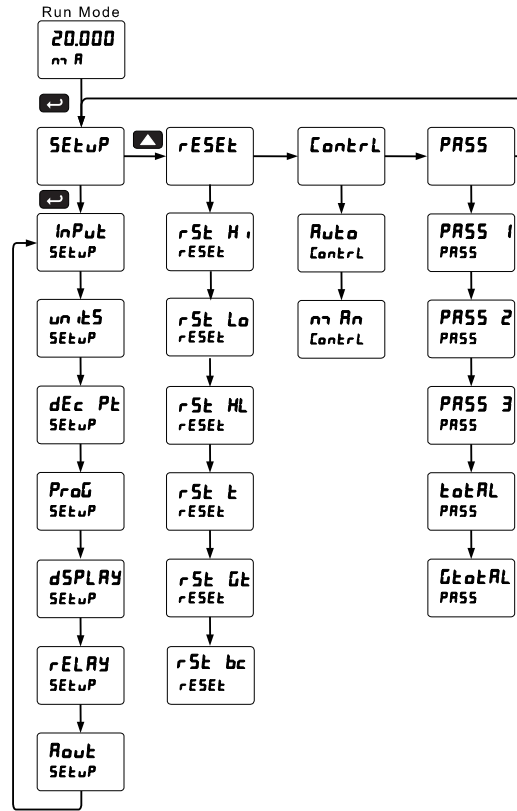 Run Mode
20.000
mA
SEtuP
rESEt
ContrL
PASS
InPut
SEtuP
rSt Hi
rESEt
Auto
ContrL
PASS 1
PASS
unitS
SEtuP
rSt Lo
rESEt
mAn
ContrL
PASS 2
PASS
dEc Pt
SEtuP
rSt HL
rESEt
PASS 3
PASS
ProG
SEtuP
rSt t
rESEt
totAL
PASS
dSPLAY
SEtuP
rSt Gt
rESEt
GtotAL
PASS
rELAY
SEtuP
rSt bc
rESEt
Aout
SEtuP